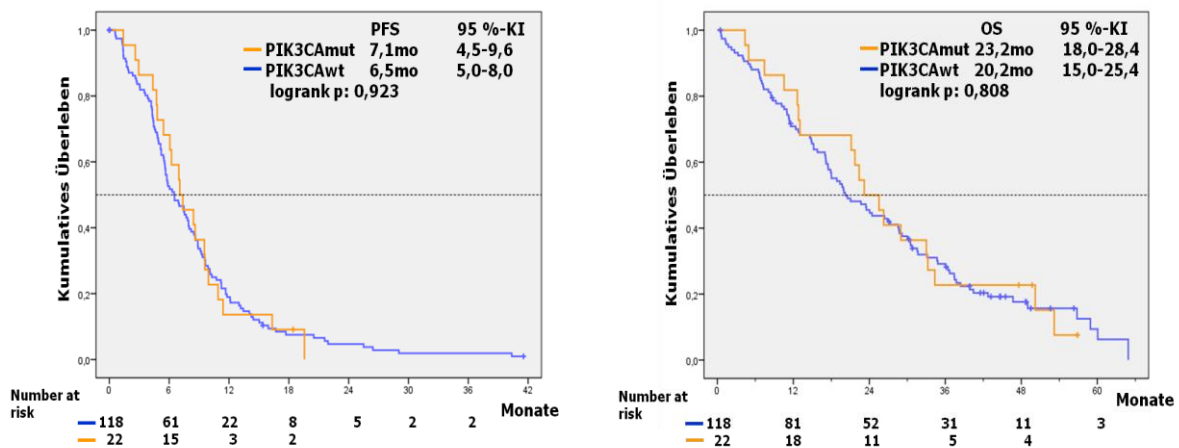 PFS 95 %-KI
PIK3CAmut 7,1mo 4,5-9,6
PIK3CAwt 6,5mo 5,0-8,0
logrank p: 0,923
Kumulatives Überleben
1,0
0,8
0,6
0,4
0,2
0,0
0 6 12 18 24 30 36 42
Monate
Number at
risk
118 61 22 8 5 2 2
22 15 3 2
OS 95 %-KI
PIK3CAmut 23,2mo 18,0-28,4
PIK3CAwt 20,2mo 15,0-25,4
logrank p: 0,808
Kumulatives Überleben
1,0
0,8
0,6
0,4
0,2
0,0
0 12 24 36 48 60
Monate
Number at
risk
118 81 52 31 11 3
22 18 11 5 4